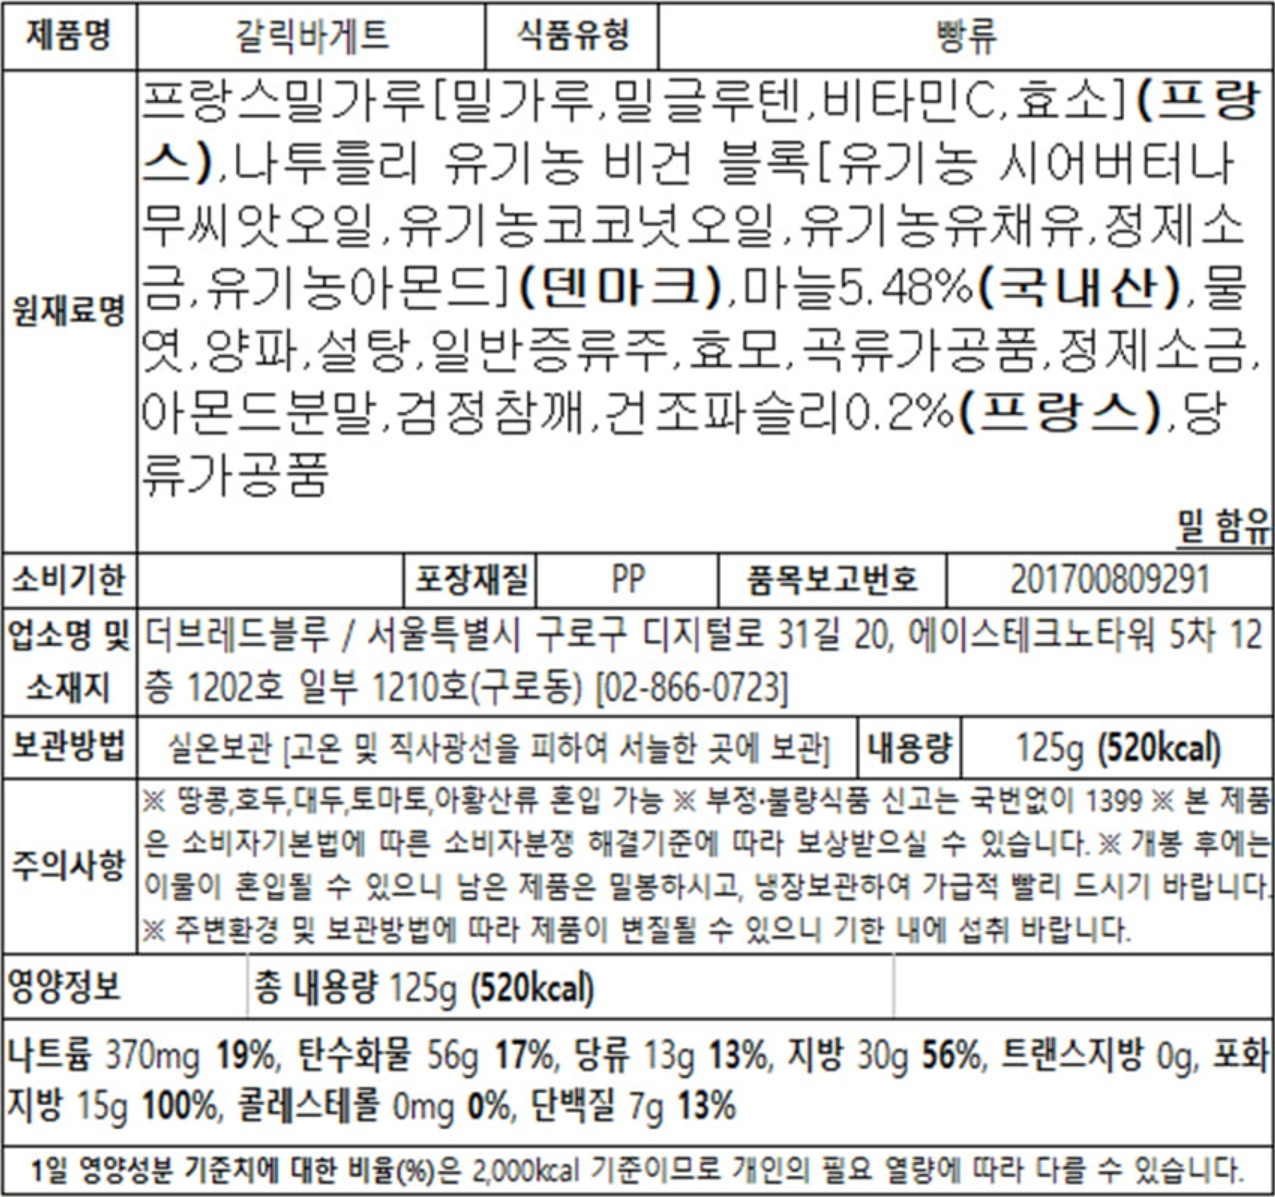 제품명 갈릭바게트 식품유형 빵류
원재료명
프랑스밀가루[밀가루,밀글루텐,비타민C,효소](프랑
스),나투틀리 유기농 비건 블록[유기농 시어버터나
무씨앗오일,유기농코코넛오일,유기농유채유,정제소
금,유기농아몬드](덴마크),마늘5.48%(국내산),물
엿,양파,설탕,일반증류주,효모,곡류가공품,정제소금,
아몬드분말,검정참깨,건조파슬리0.2%(프랑스),당
류가공품
밀 함유
소비기한 포장재질 PP 품목보고번호 201700809291
업소명 및 소재지
더브레드블루 / 서울특별시 구로구 디지털로 31길 20, 에이스테크노타워 5차 12
층 1202호 일부 1210호(구로동) [02-866-0723]
보관방법 실온보관 [고온 및 직사광선을 피하여 서늘한 곳에 보관] 내용량 125g (520kcal)
주의사항
※ 땅콩,호두,대두,토마토,아황산류 혼입 가능 ※ 부정·불량식품 신고는 국번없이 1399 ※ 본 제품
은 소비자기본법에 따른 소비자분쟁 해결기준에 따라 보상받으실 수 있습니다. ※ 개봉 후에는
이물이 혼입될 수 있으니 남은 제품은 밀봉하시고, 냉장보관하여 가급적 빨리 드시기 바랍니다.
※ 주변환경 및 보관방법에 따라 제품이 변질될 수 있으니 기한 내에 섭취 바랍니다.
영양정보 총 내용량 125g (520kcal)
나트륨 370mg 19%, 탄수화물 56g 17%, 당류 13g 13%, 지방 30g 56%, 트랜스지방 0g, 포화
지방 15g 100%, 콜레스테롤 0mg 0%, 단백질 7g 13%
1일 영양성분 기준치에 대한 비율(%)은 2,000kcal 기준이므로 개인의 필요 열량에 따라 다를 수 있습니다.